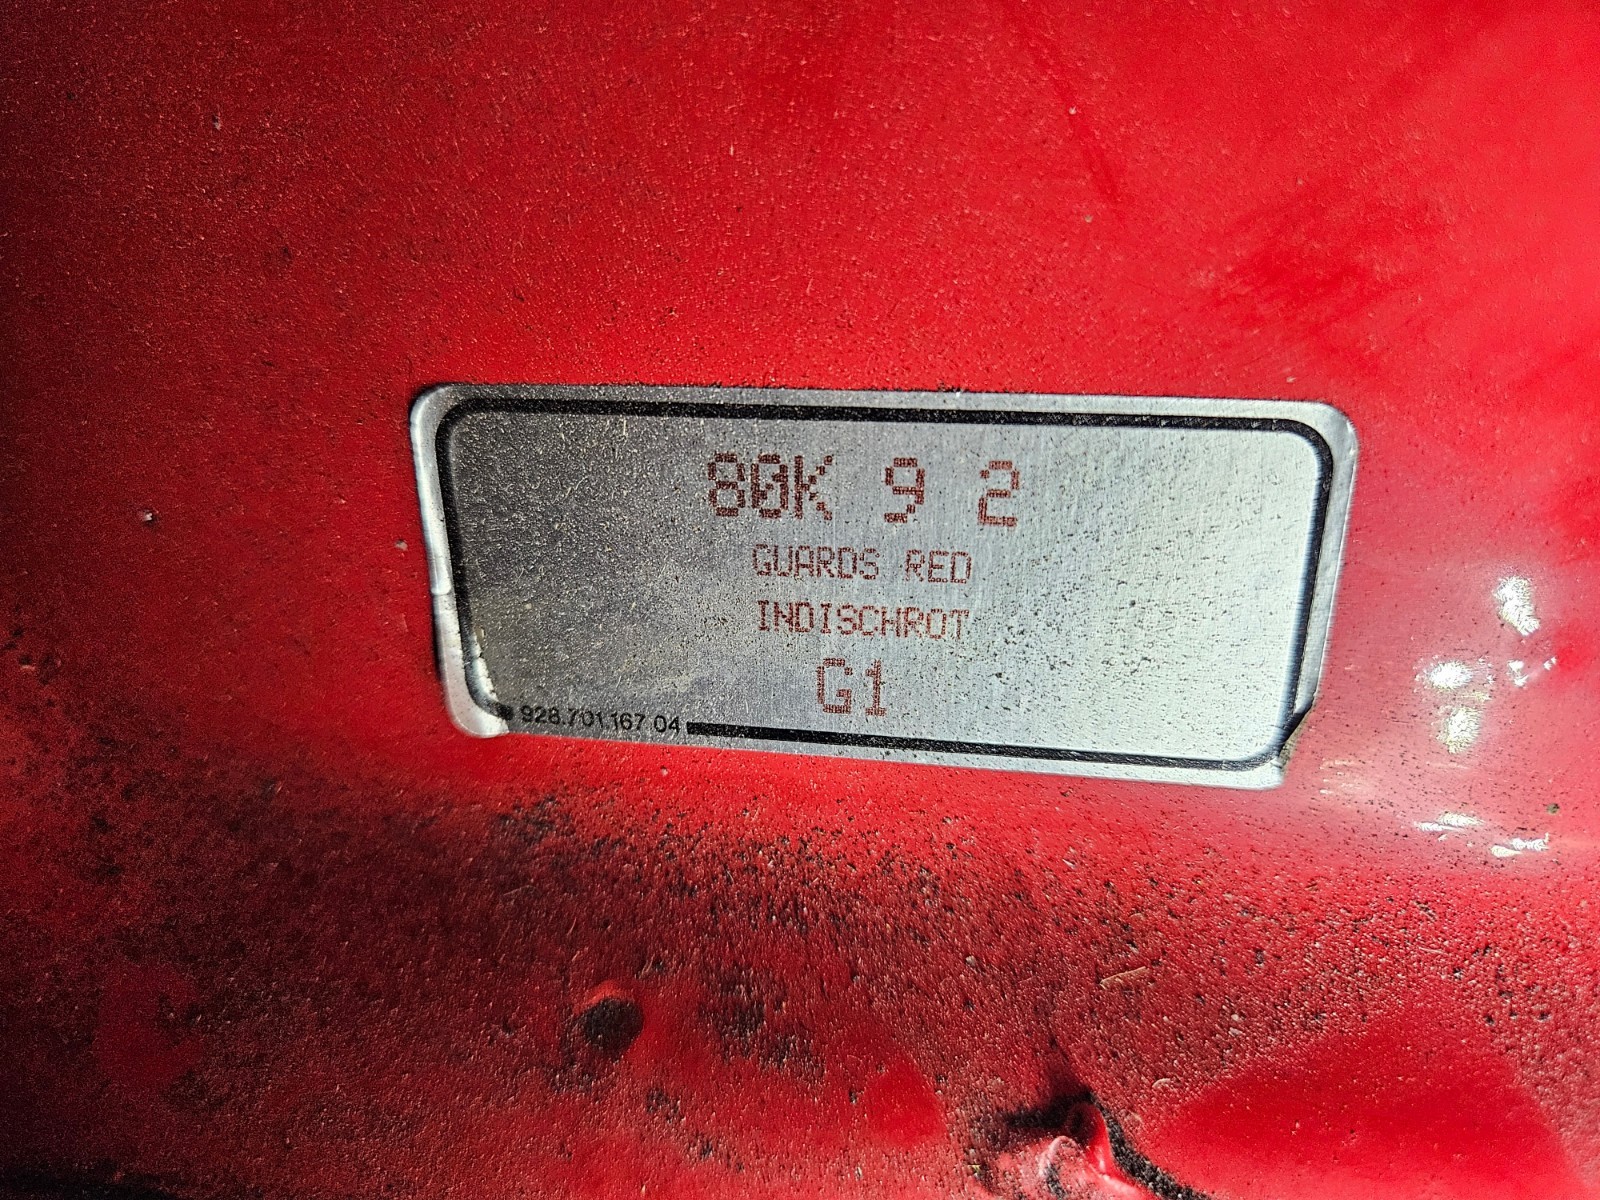 80K 9 2
GUARDS RED
INDISCHROT
G1
928.701.167 04